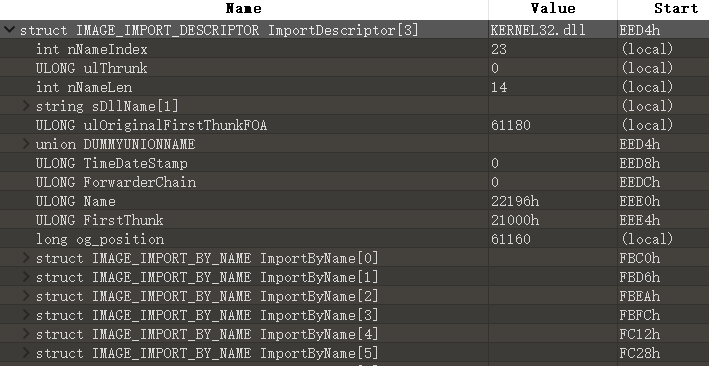 Name Value Start
struct IMAGE_IMPORT_DESCRIPTOR ImportDescriptor[3] KERNEL32.dll EED4h
int nNameIndex 23 (local)
ULONG ulThrunk 0 (local)
int nNameLen 14 (local)
string sDllName[1] (local)
ULONG ulOriginalFirstThunkFOA 61180 (local)
union DUMMYUNIONNAME EED4h
ULONG TimeDateStamp 0 EED8h
ULONG ForwarderChain 0 EEDCh
ULONG Name 22196h EEE0h
ULONG FirstThunk 21000h EEE4h
long og_position 61160 (local)
struct IMAGE_IMPORT_BY_NAME ImportByName[0] FBC0h
struct IMAGE_IMPORT_BY_NAME ImportByName[1] FBD6h
struct IMAGE_IMPORT_BY_NAME ImportByName[2] FBEAh
struct IMAGE_IMPORT_BY_NAME ImportByName[3] FBFCh
struct IMAGE_IMPORT_BY_NAME ImportByName[4] FC12h
struct IMAGE_IMPORT_BY_NAME ImportByName[5] FC28h